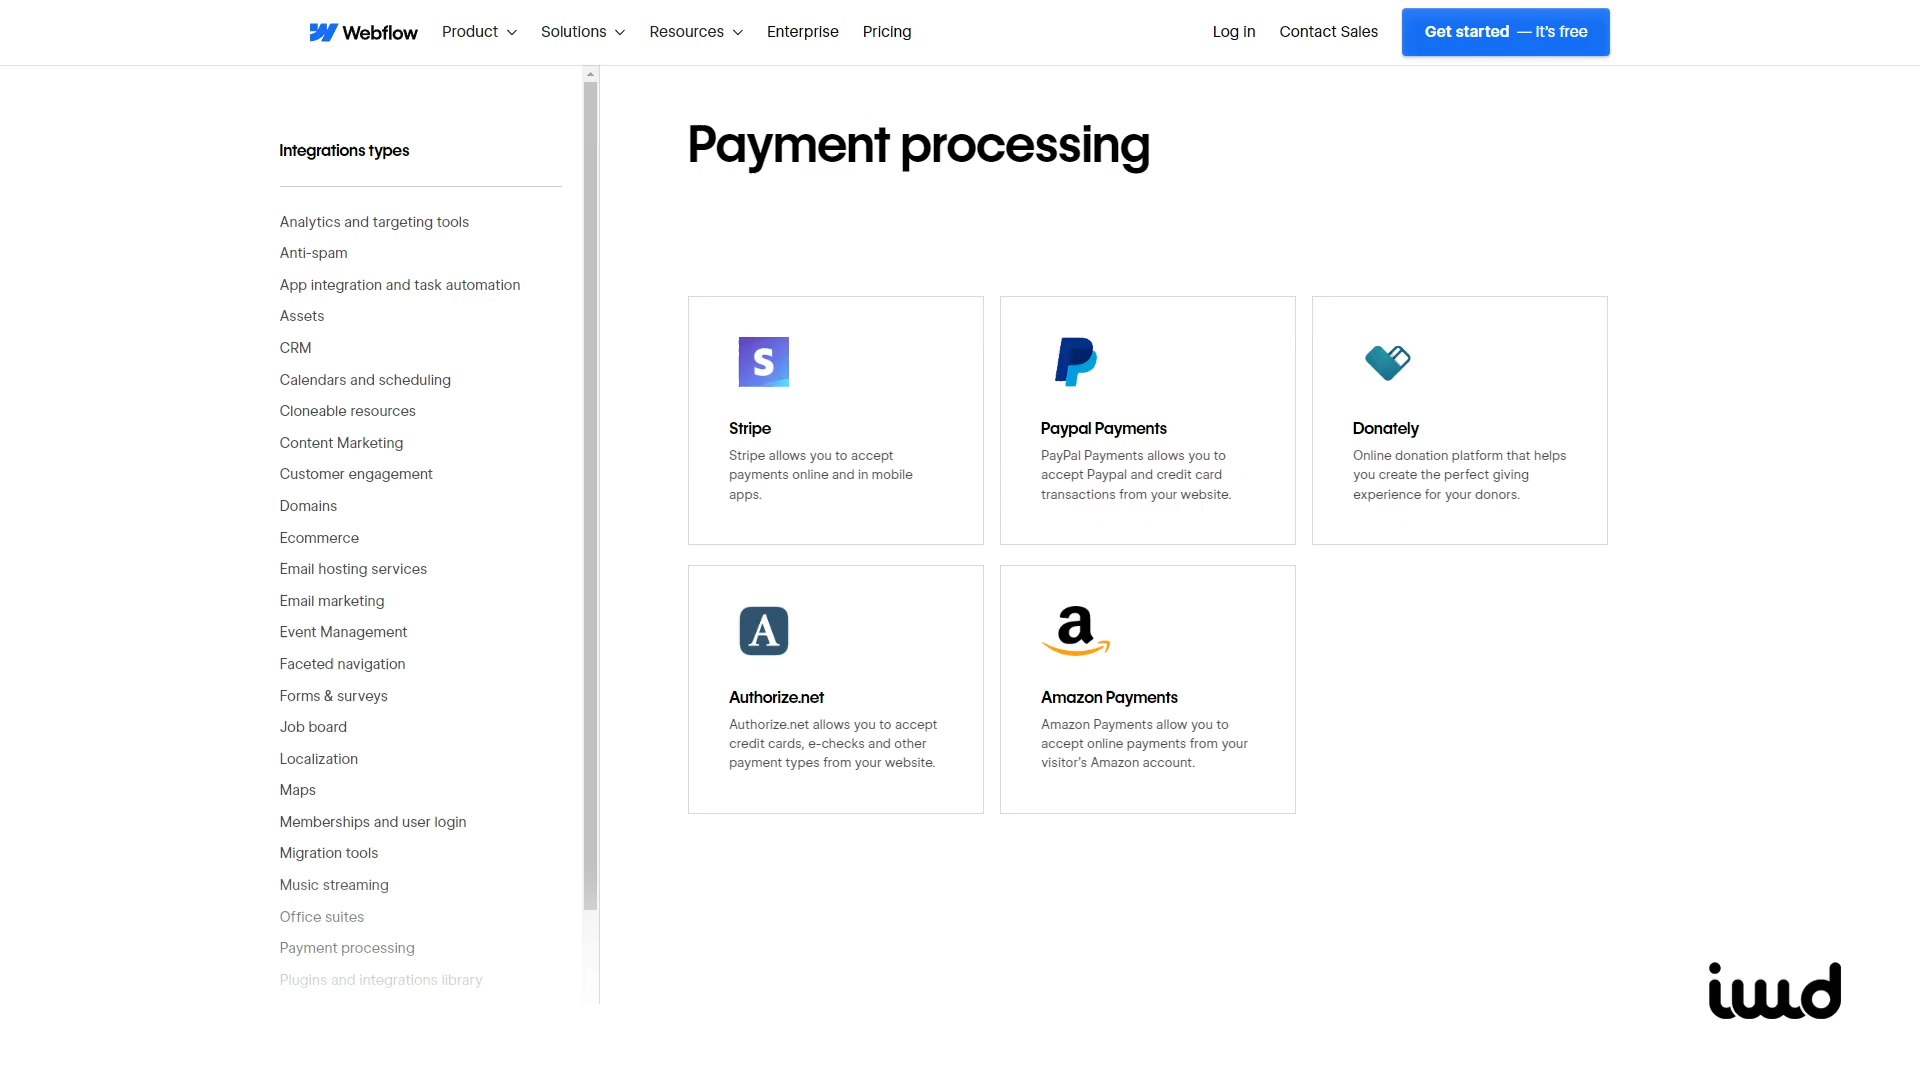 Webflow Product Solutions Resources Enterprise Pricing Log in Contact Sales Get started — It's free
Integrations types
Analytics and targeting tools
Anti-spam
App integration and task automation
Assets
CRM
Calendars and scheduling
Cloneable resources
Content Marketing
Customer engagement
Domains
Ecommerce
Email hosting services
Email marketing
Event Management
Faceted navigation
Forms & surveys
Job board
Localization
Maps
Memberships and user login
Migration tools
Music streaming
Office suites
Payment processing
Plugins and integrations library
Payment processing
S
Stripe
Stripe allows you to accept
payments online and in mobile
apps.
Paypal Payments
PayPal Payments allows you to
accept Paypal and credit card
transactions from your website.
Donately
Online donation platform that helps
you create the perfect giving
experience for your donors.
A
Authorize.net
Authorize.net allows you to accept
credit cards, e-checks and other
payment types from your website.
a
Amazon Payments
Amazon Payments allow you to
accept online payments from your
visitor's Amazon account.
iwd